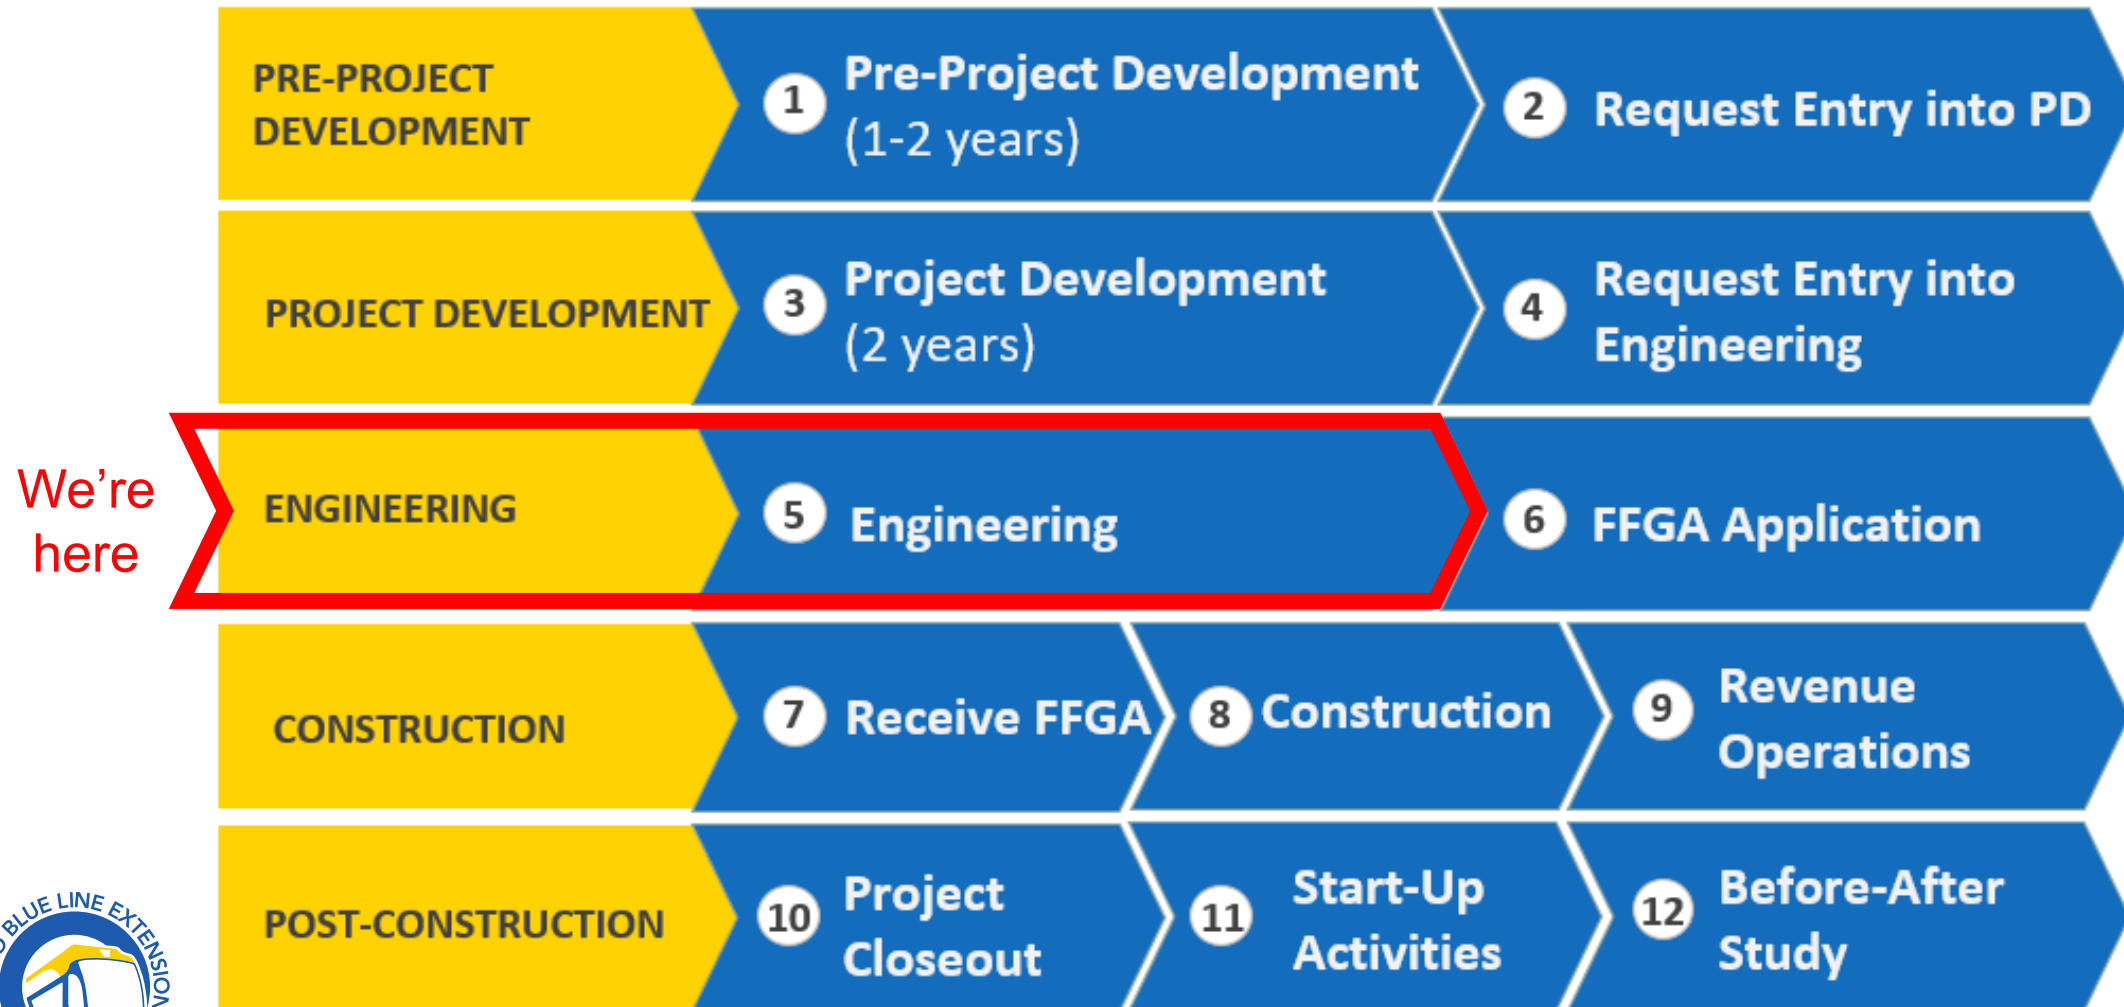 PRE-PROJECT
DEVELOPMENT
1
Pre-Project Development
(1-2 years)
2
Request Entry into PD
PROJECT DEVELOPMENT
3
Project Development
(2 years)
4
Request Entry into
Engineering
We're
here
ENGINEERING
5
Engineering
6
FFGA Application
CONSTRUCTION
7
Receive FFGA
8
Construction
9
Revenue
Operations
POST-CONSTRUCTION
10
Project
Closeout
11
Start-Up
Activities
12
Before-After
Study
BLUE LINE EXTENSION